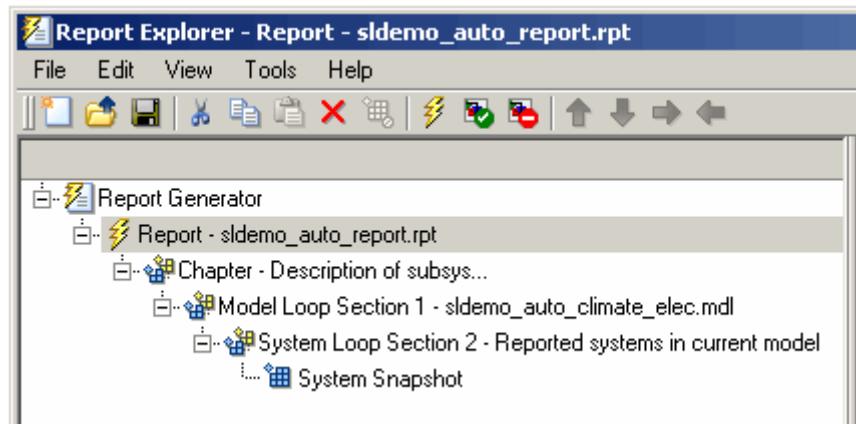 Report Explorer - Report - sldemo_auto_report.rpt
File Edit View Tools Help
Report Generator
Report - sldemo_auto_report.rpt
Chapter - Description of subsys...
Model Loop Section 1 - sldemo_auto_climate_elec.mdl
System Loop Section 2 - Reported systems in current model
System Snapshot